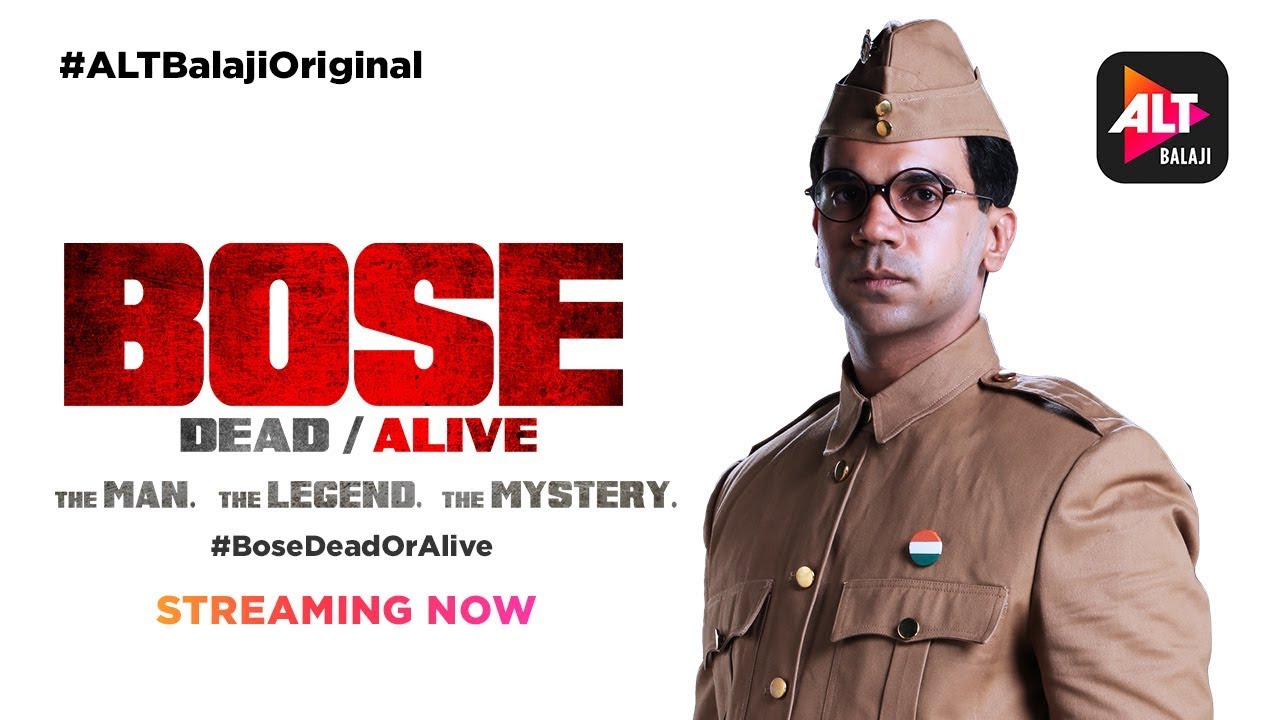 #ALTBalajiOriginal
ALT
BALAJI
BOSE
DEAD / ALIVE
THE MAN. THE LEGEND. THE MYSTERY.
#BoseDeadOrAlive
STREAMING NOW